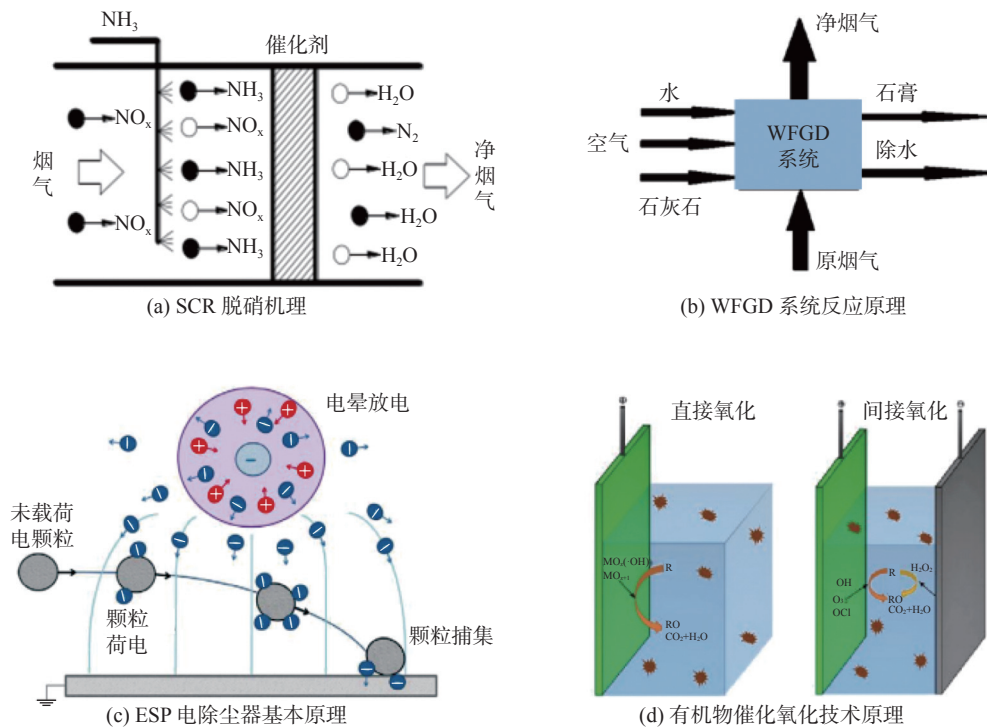 NH₃
催化剂
NH₃
H₂O
NOₓ
NOₓ
N₂
烟气
NH₃
H₂O
净烟气
NOₓ
NOₓ
H₂O
NH₃
H₂O
(a) SCR 脱硝机理
净烟气
水
石膏
空气
WFGD
系统
除水
石灰石
原烟气
(b) WFGD 系统反应原理
电晕放电
未载荷
电颗粒
颗粒
荷电
颗粒捕集
(c) ESP 电除尘器基本原理
直接氧化
间接氧化
R
RO
CO₂+H₂O
OH
OCl
R
H₂O₂
RO
CO₂+H₂O
(d) 有机物催化氧化技术原理